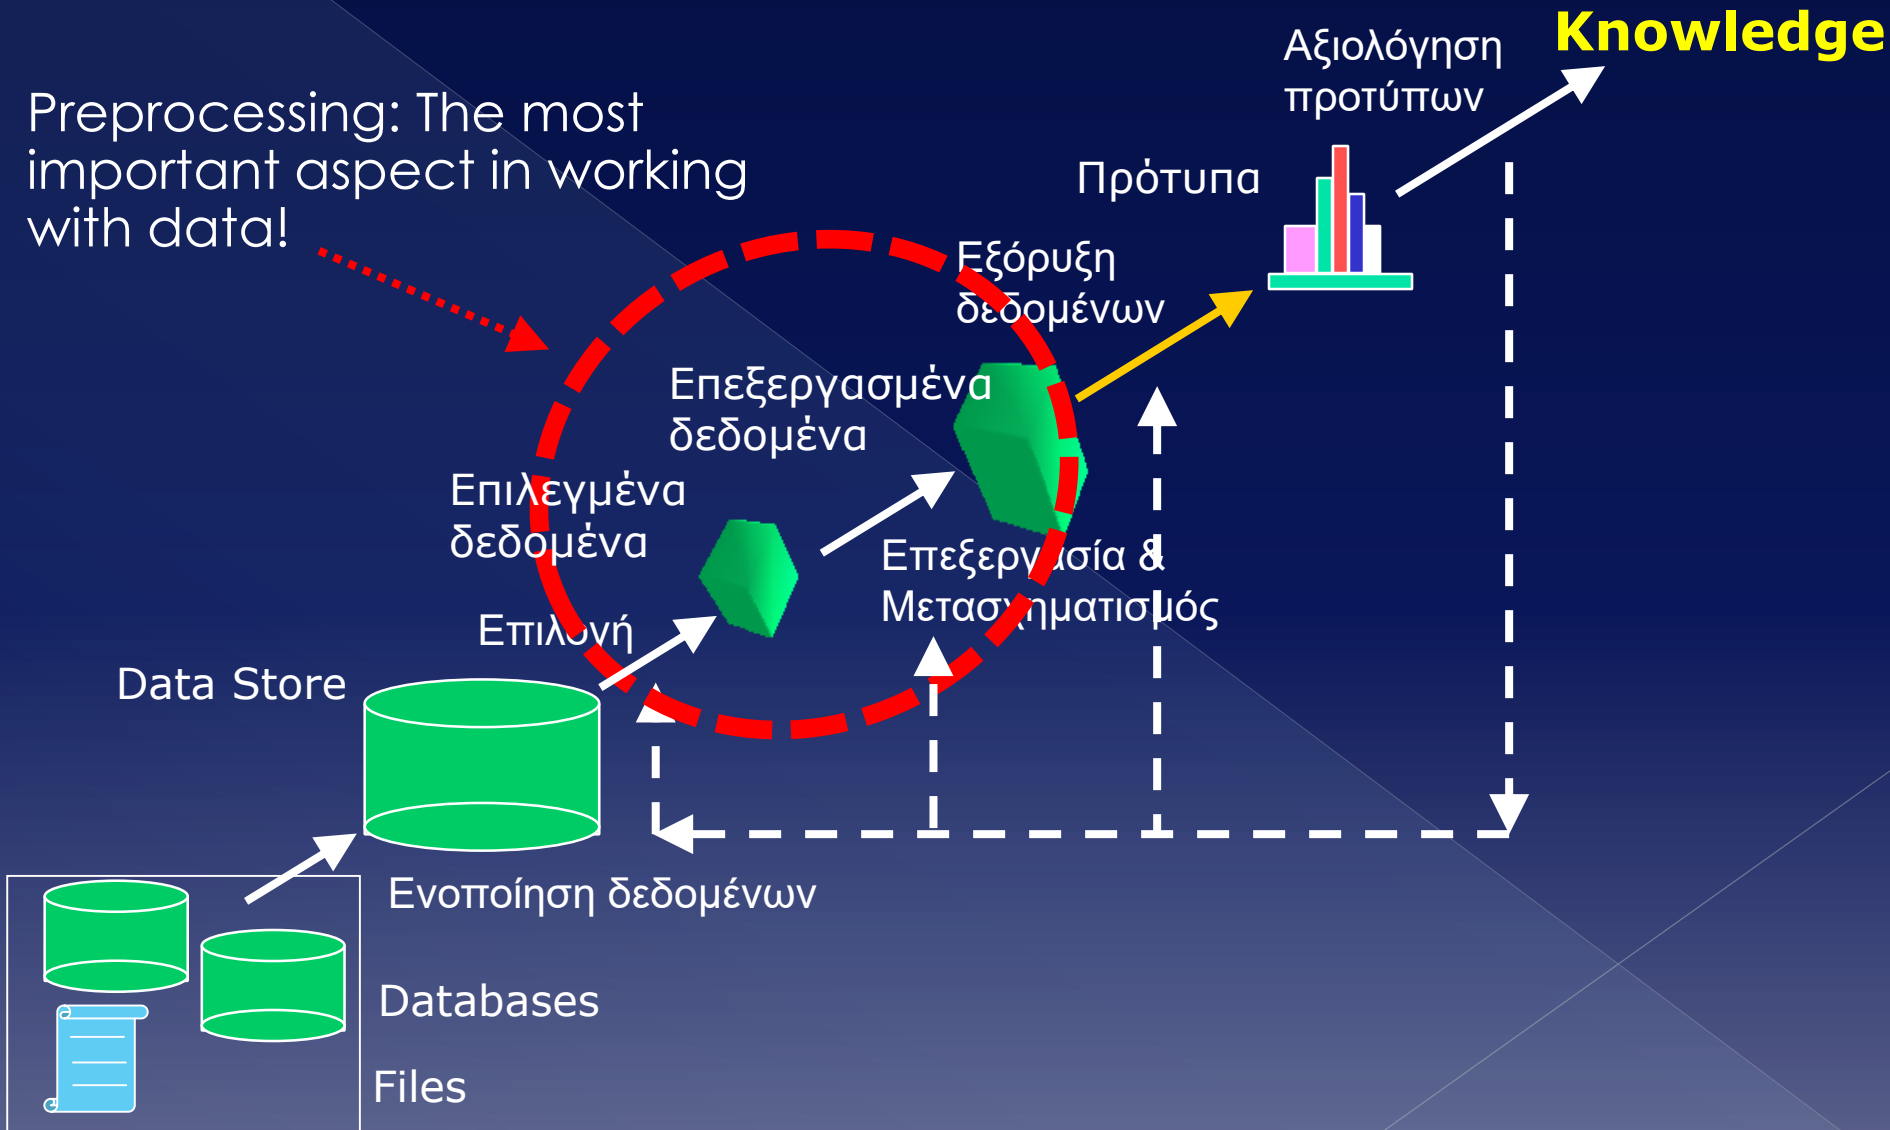 Knowledge
Αξιολόγηση
προτύπων
Preprocessing: The most
important aspect in working
with data!
Πρότυπα
Εξόρυξη
δεδομένων
Επεξεργασμένα
δεδομένα
Επιλεγμένα
δεδομένα
Επεξεργασία &
Μετασχηματισμός
Επιλογή
Data Store
Ενοποίηση δεδομένων
Databases
Files